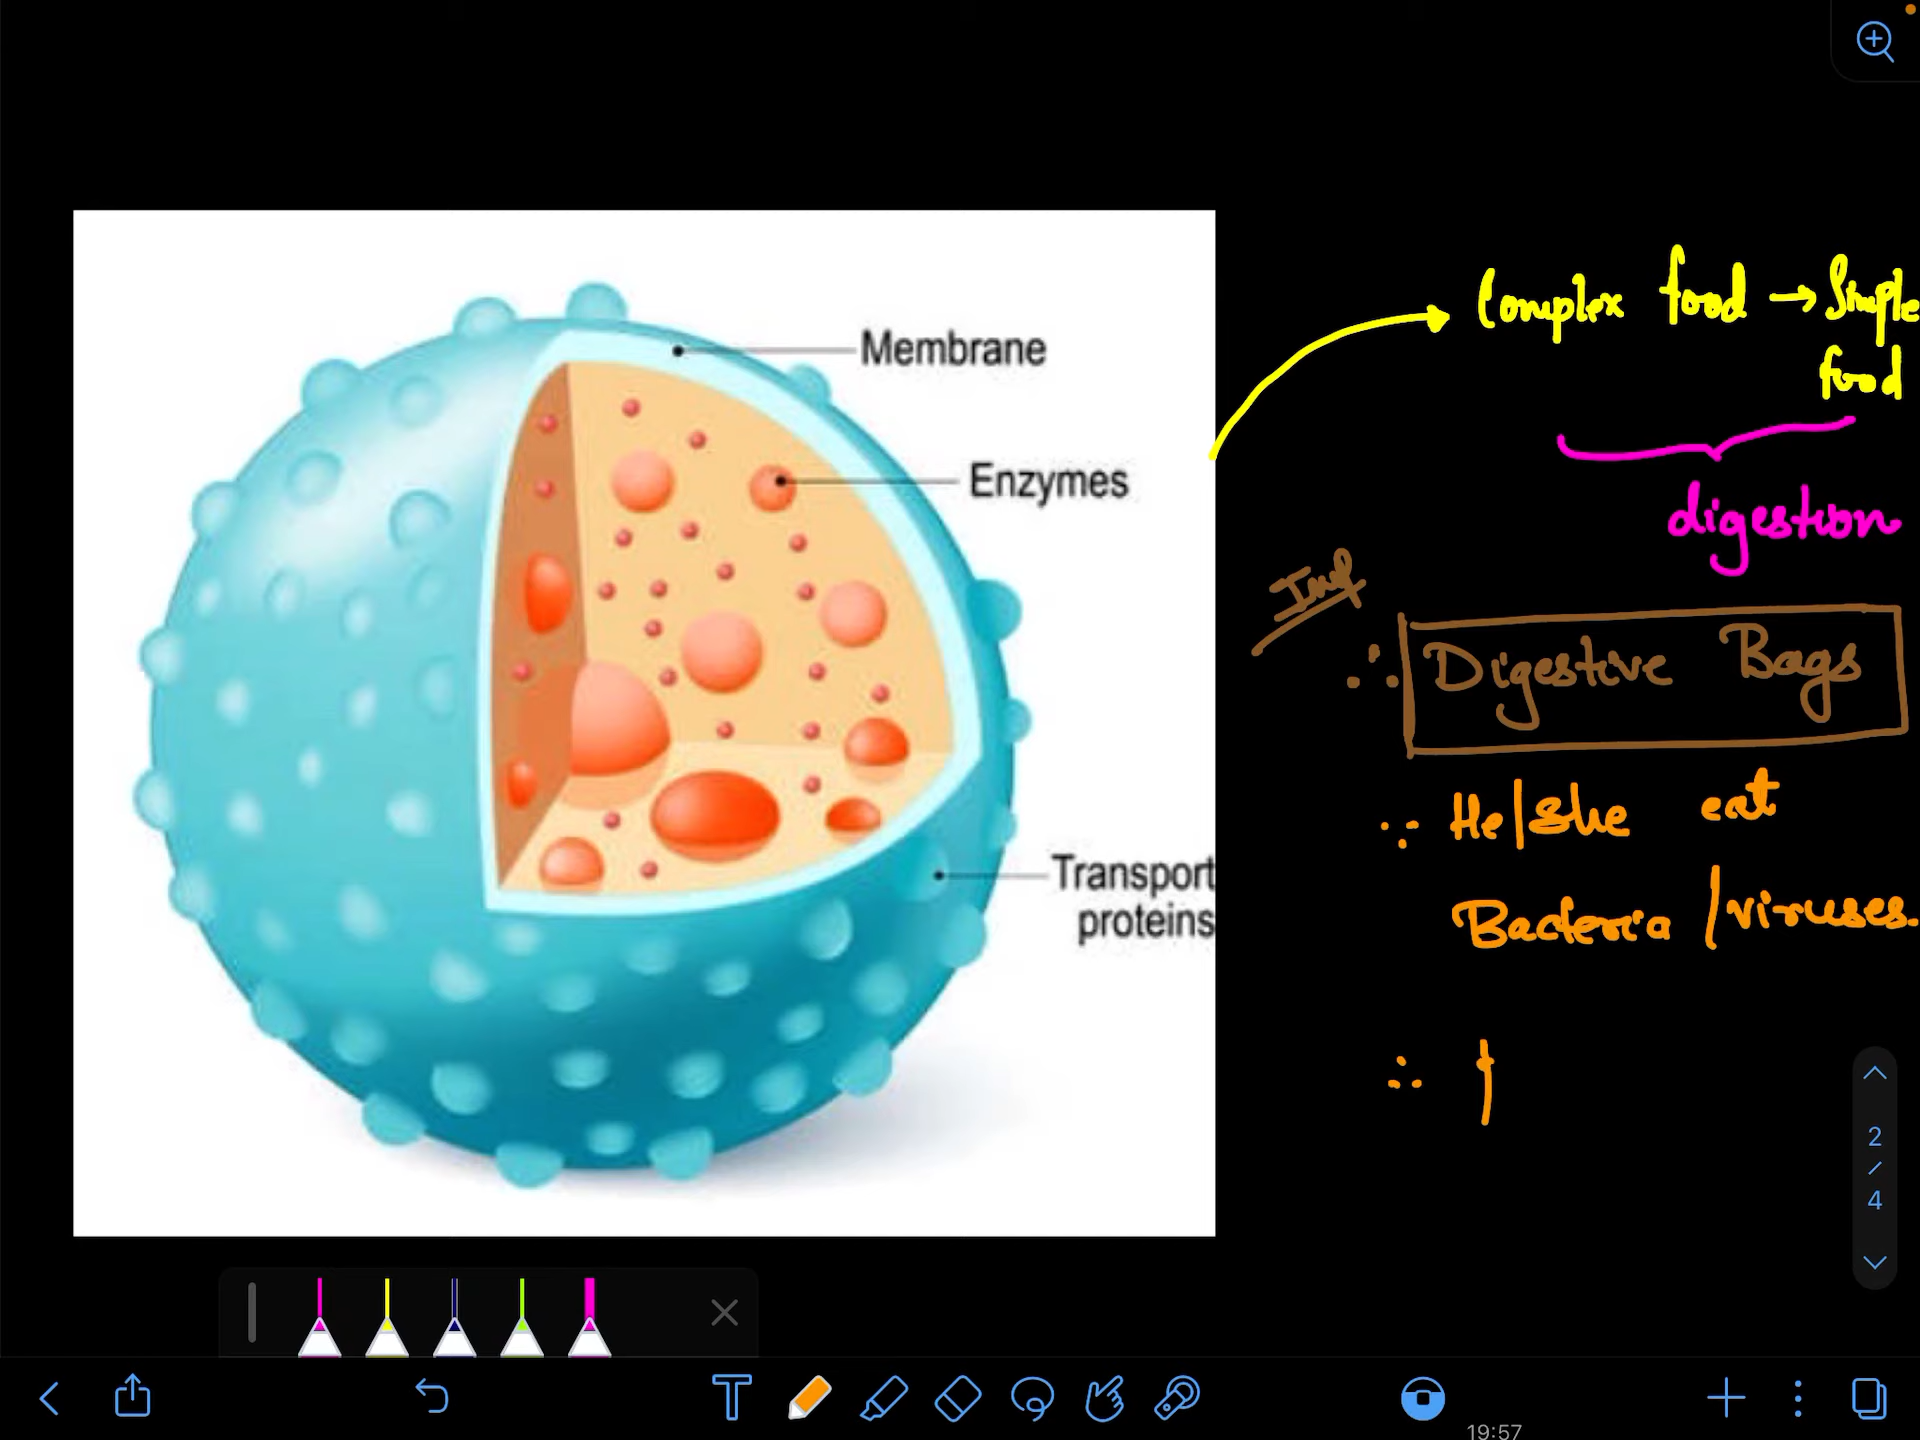 Membrane
Enzymes
Transport
proteins
Complex food → Simple
food
digestion
Imp
∴ Digestive Bags
∵ He/She eat
Bacteria / viruses.
∴
2
/
4
19:57